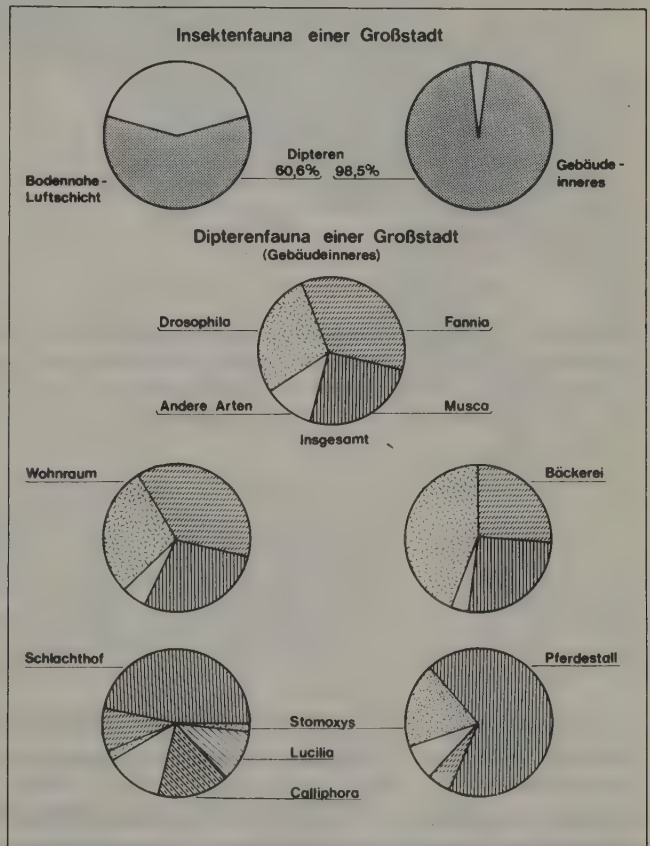 Insektenfauna einer Großstadt
Bodennahe-
Luftschicht
Dipteren
60,6% 98,5%
Gebäude-
inneres
Dipterenfauna einer Großstadt
(Gebäudeinneres)
Drosophila
Fannia
Andere Arten
Musca
Insgesamt
Wohnraum
Bäckerei
Schlachthof
Pferdestall
Stomoxys
Lucilia
Calliphora